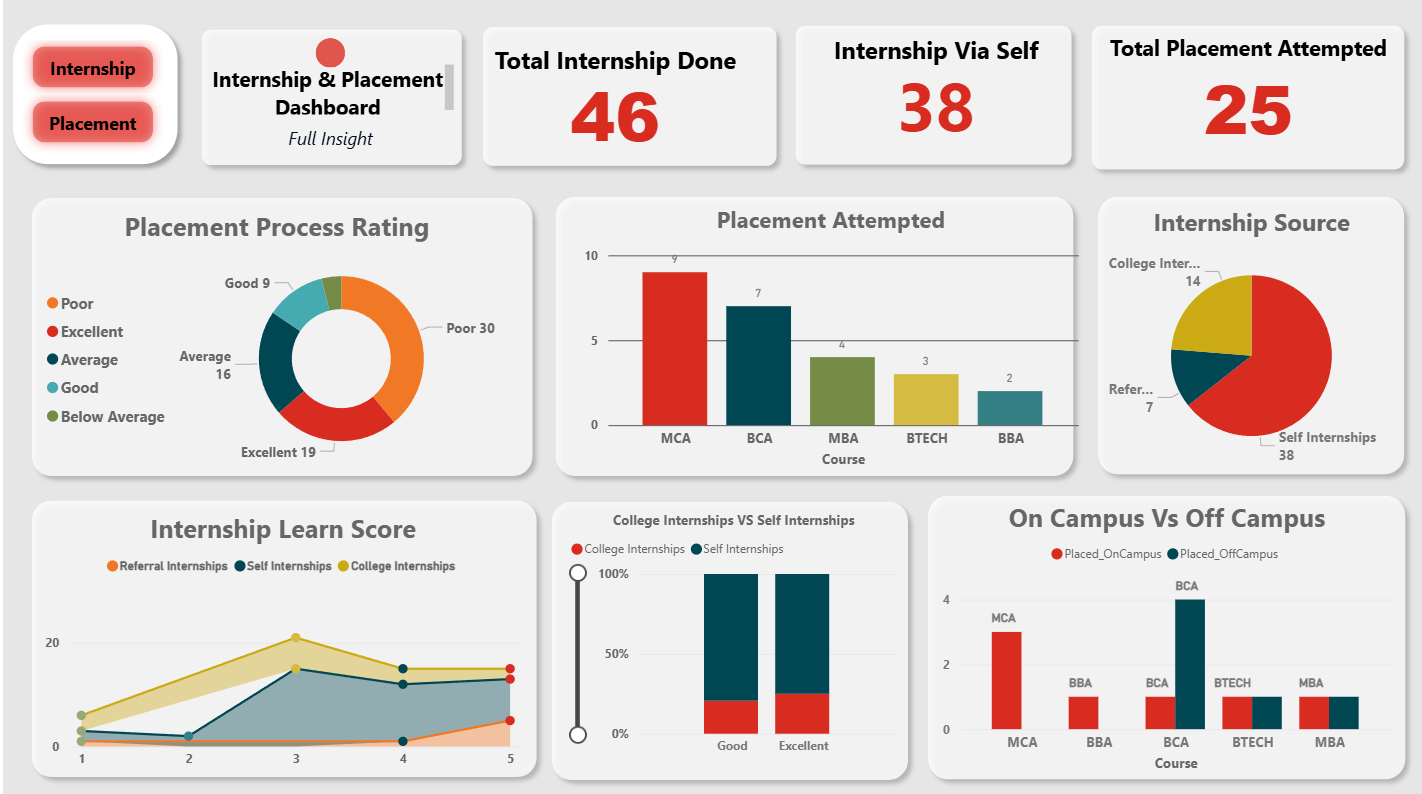 Internship
Placement
Internship & Placement
Dashboard
Full Insight
Total Internship Done
46
Internship Via Self
38
Total Placement Attempted
25
Placement Process Rating
Poor
Excellent
Average
Good
Below Average
Good 9
Poor 30
Average
16
Excellent 19
Placement Attempted
10
5
0
9
7
4
3
2
MCA
BCA
MBA
BTECH
BBA
Course
Internship Source
College Inter...
14
Refer...
7
Self Internships
38
Internship Learn Score
Referral Internships
Self Internships
College Internships
20
0
1
2
3
4
5
College Internships VS Self Internships
College Internships
Self Internships
100%
50%
0%
Good
Excellent
On Campus Vs Off Campus
Placed_OnCampus
Placed_OffCampus
4
2
0
MCA
BBA
BCA
BCA
BTECH
MBA
MCA
BBA
BCA
BTECH
MBA
Course